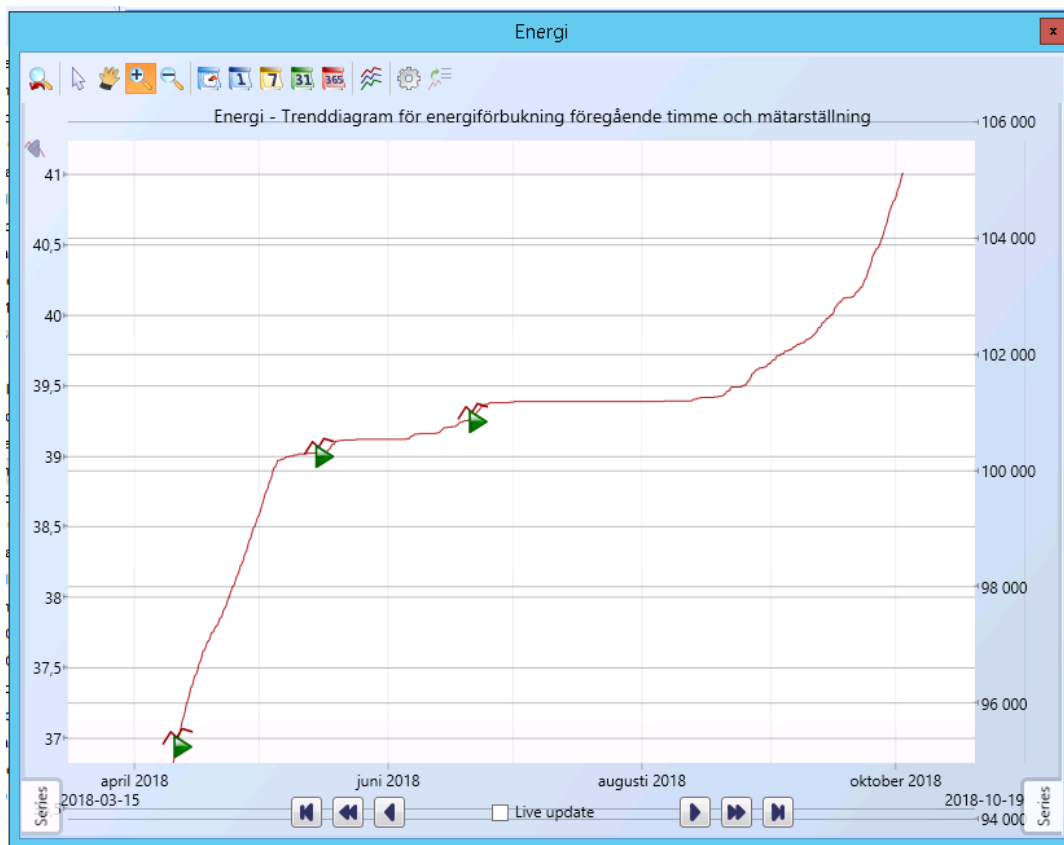 Energi
x
1
7
31
365
Energi - Trenddiagram för energiförbukning föregående timme och mätarställning
106 000
41
40,5
104 000
40
102 000
39,5
39
100 000
38,5
38
98 000
37,5
96 000
37
april 2018
juni 2018
augusti 2018
oktober 2018
Series
2018-03-15
Live update
2018-10-19
94 000
Series